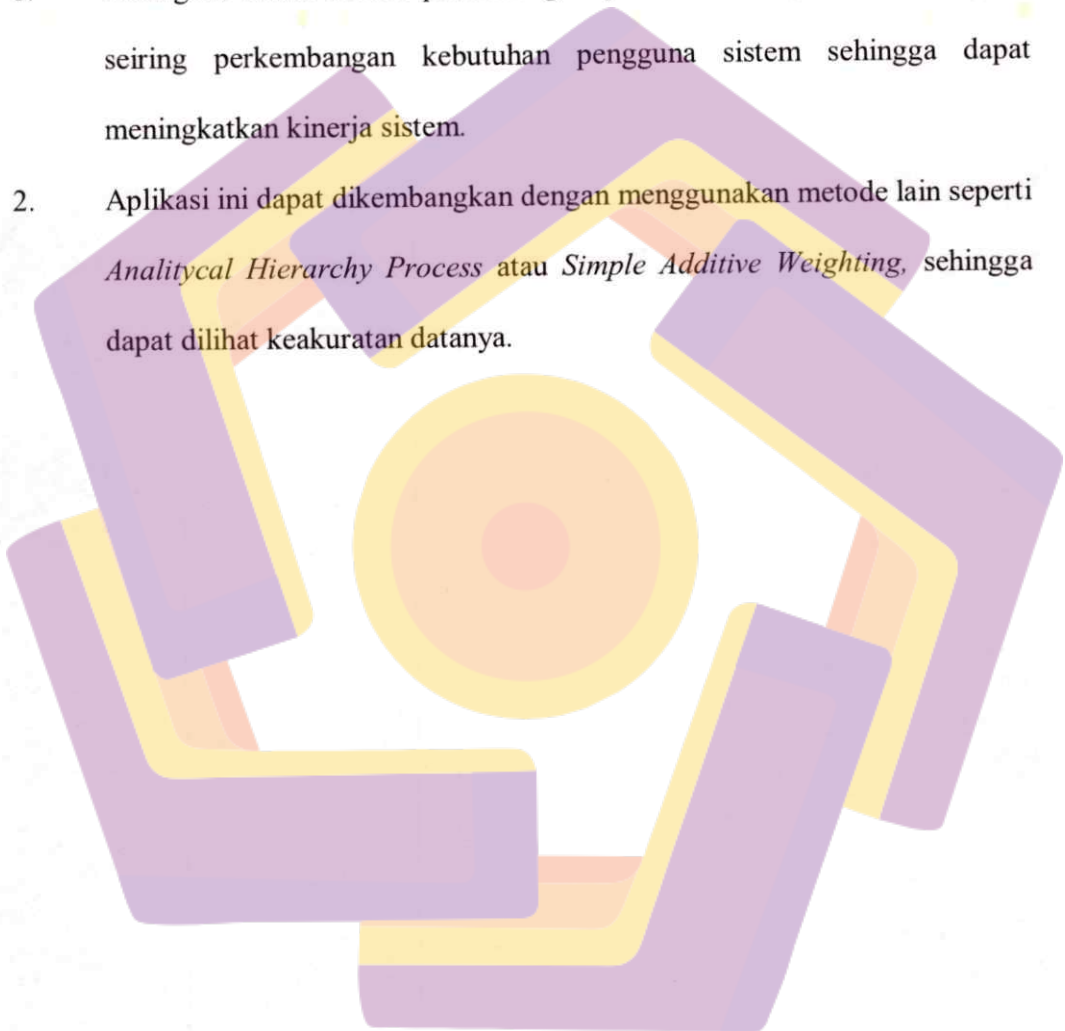 seiring perkembangan kebutuhan pengguna sistem sehingga dapat
meningkatkan kinerja sistem.
2. Aplikasi ini dapat dikembangkan dengan menggunakan metode lain seperti
Analitycal Hierarchy Process atau Simple Additive Weighting, sehingga
dapat dilihat keakuratan datanya.